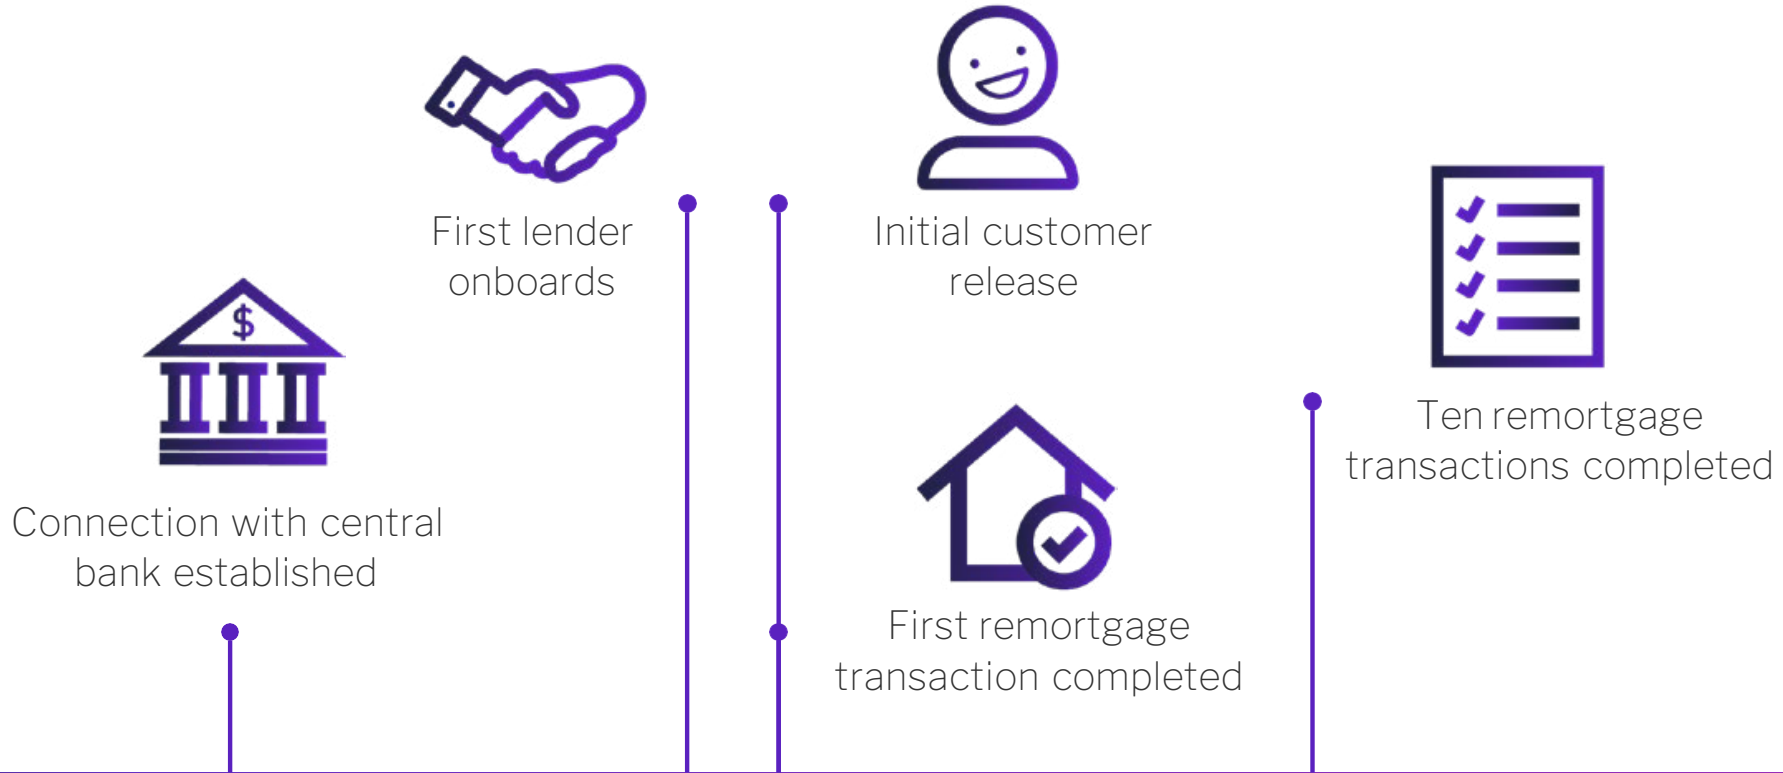 First lender
onboards
Initial customer
release
$
Connection with central
bank established
Ten remortgage
transactions completed
First remortgage
transaction completed